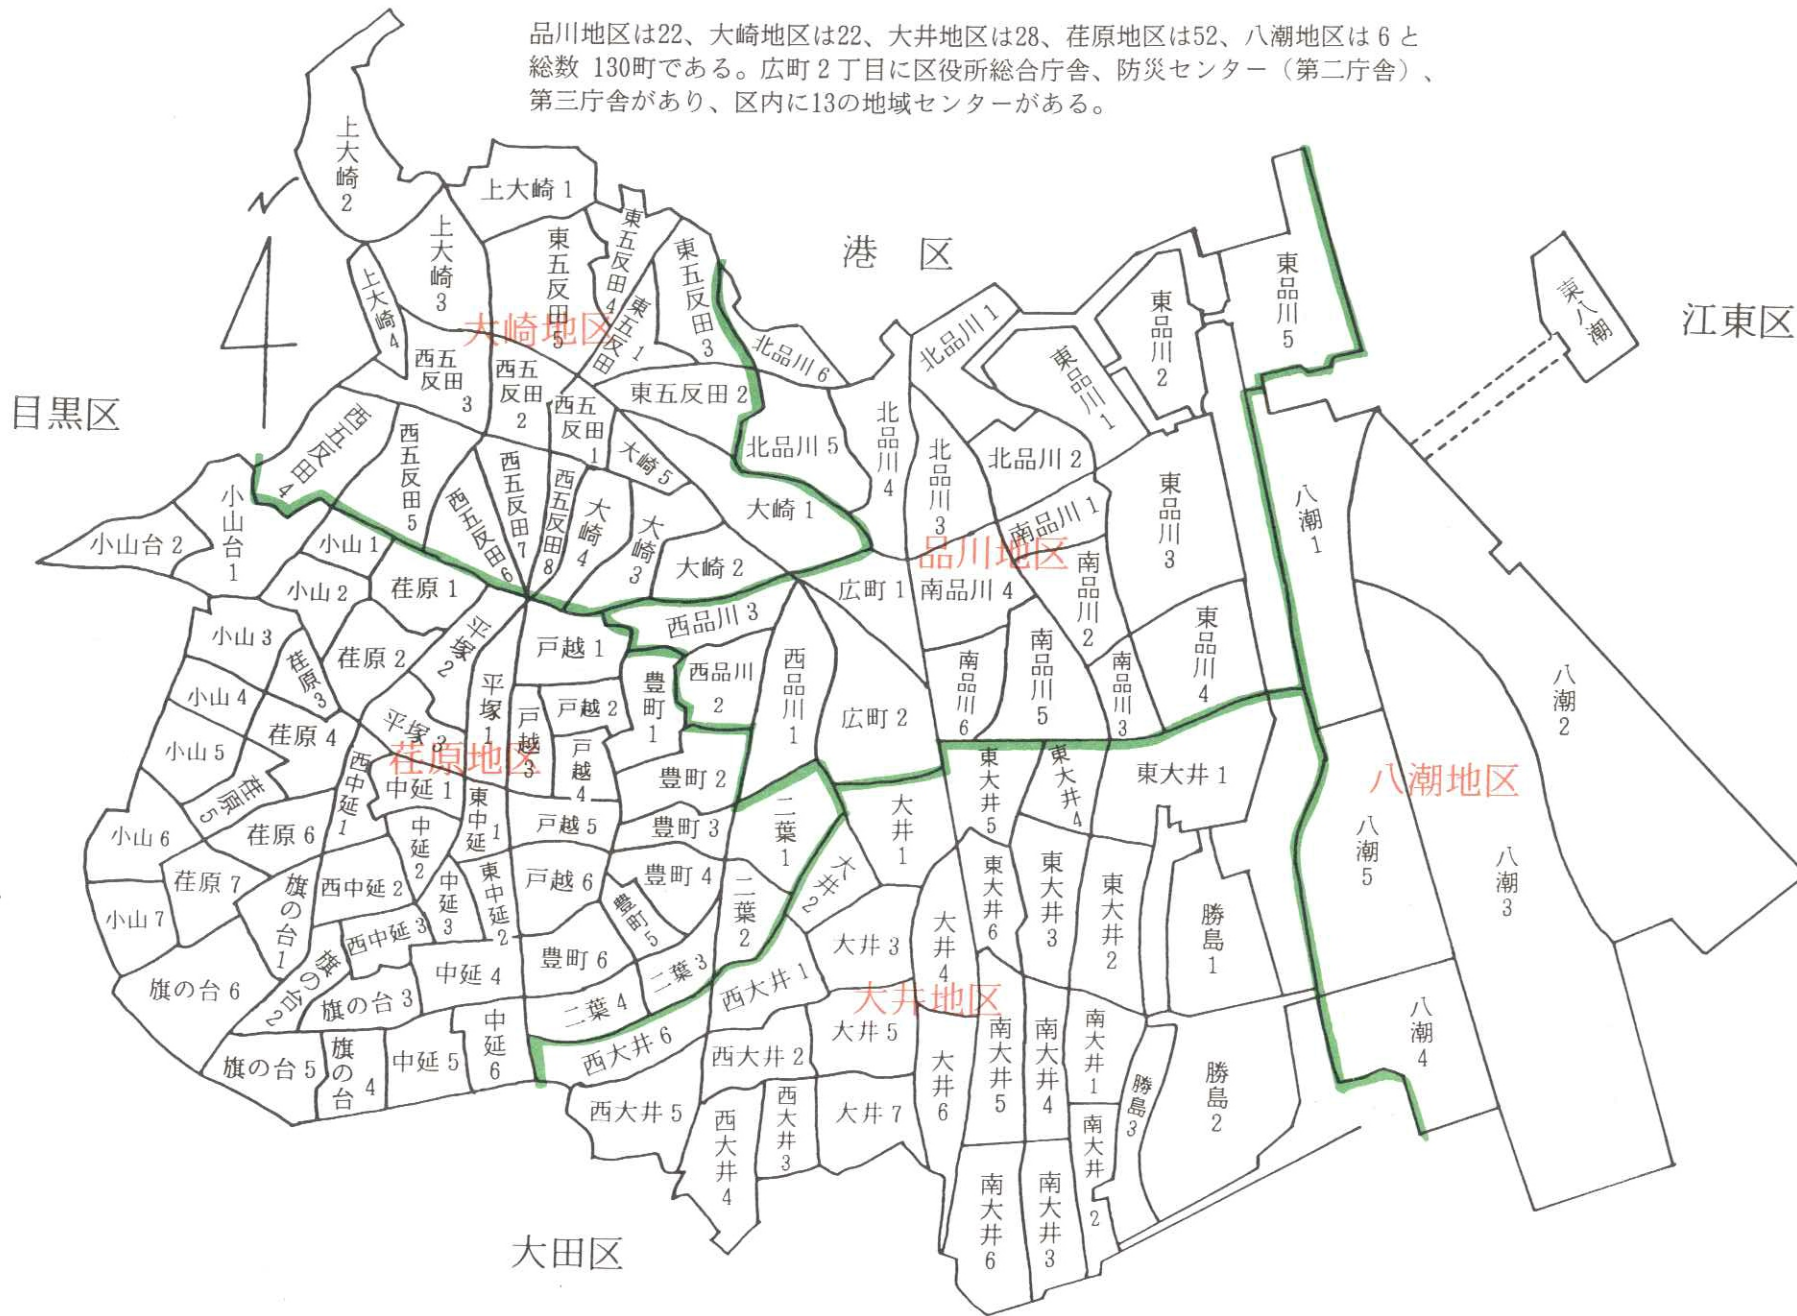 品川地区は22、大崎地区は22、大井地区は28、荏原地区は52、八潮地区は6と
総数 130町である。広町2丁目に区役所総合庁舎、防災センター（第二庁舎）、
第三庁舎があり、区内に13の地域センターがある。
港 区
江東区
目黒区
大田区
大崎地区
品川地区
荏原地区
大井地区
八潮地区
上大崎2
上大崎1
上大崎3
上大崎4
東五反田5
東五反田4
東五反田1
東五反田3
東五反田2
西五反田3
西五反田2
西五反田1
西五反田4
西五反田5
西五反田6
西五反田7
西五反田8
大崎5
大崎4
大崎3
大崎2
大崎1
北品川6
北品川5
北品川4
北品川3
北品川1
北品川2
東品川1
東品川2
東品川5
東品川3
東品川4
南品川1
南品川2
南品川4
南品川5
南品川6
南品川3
広町1
広町2
西品川3
西品川2
西品川1
東八潮
八潮1
八潮2
八潮3
八潮5
八潮4
小山台2
小山台1
小山1
小山2
小山3
小山4
小山5
小山6
小山7
荏原1
荏原2
荏原3
荏原4
荏原5
荏原6
荏原7
平塚2
平塚1
平塚3
戸越1
戸越2
戸越3
戸越4
戸越5
戸越6
豊町1
豊町2
豊町3
豊町4
豊町5
豊町6
西中延1
西中延2
西中延3
中延1
中延2
中延3
中延4
中延5
中延6
東中延1
東中延2
旗の台1
旗の台2
旗の台3
旗の台4
旗の台5
旗の台6
二葉1
二葉2
二葉3
二葉4
大井1
大井2
大井3
大井4
大井5
大井6
大井7
西大井1
西大井2
西大井3
西大井4
西大井5
西大井6
東大井5
東大井4
東大井1
東大井6
東大井3
東大井2
勝島1
勝島2
勝島3
南大井5
南大井4
南大井1
南大井2
南大井3
南大井6